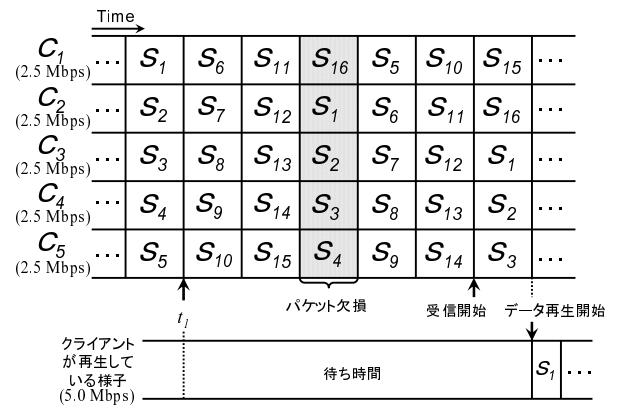 Time
C1 (2.5 Mbps) ··· S1 S6 S11 S16 S5 S10 S15 ···
C2 (2.5 Mbps) ··· S2 S7 S12 S1 S6 S11 S16 ···
C3 (2.5 Mbps) ··· S3 S8 S13 S2 S7 S12 S1 ···
C4 (2.5 Mbps) ··· S4 S9 S14 S3 S8 S13 S2 ···
C5 (2.5 Mbps) ··· S5 S10 S15 S4 S9 S14 S3 ···
t1
パケット欠損
受信開始
データ再生開始
クライアント
が再生して
いる様子
(5.0 Mbps)
待ち時間
S1 ···